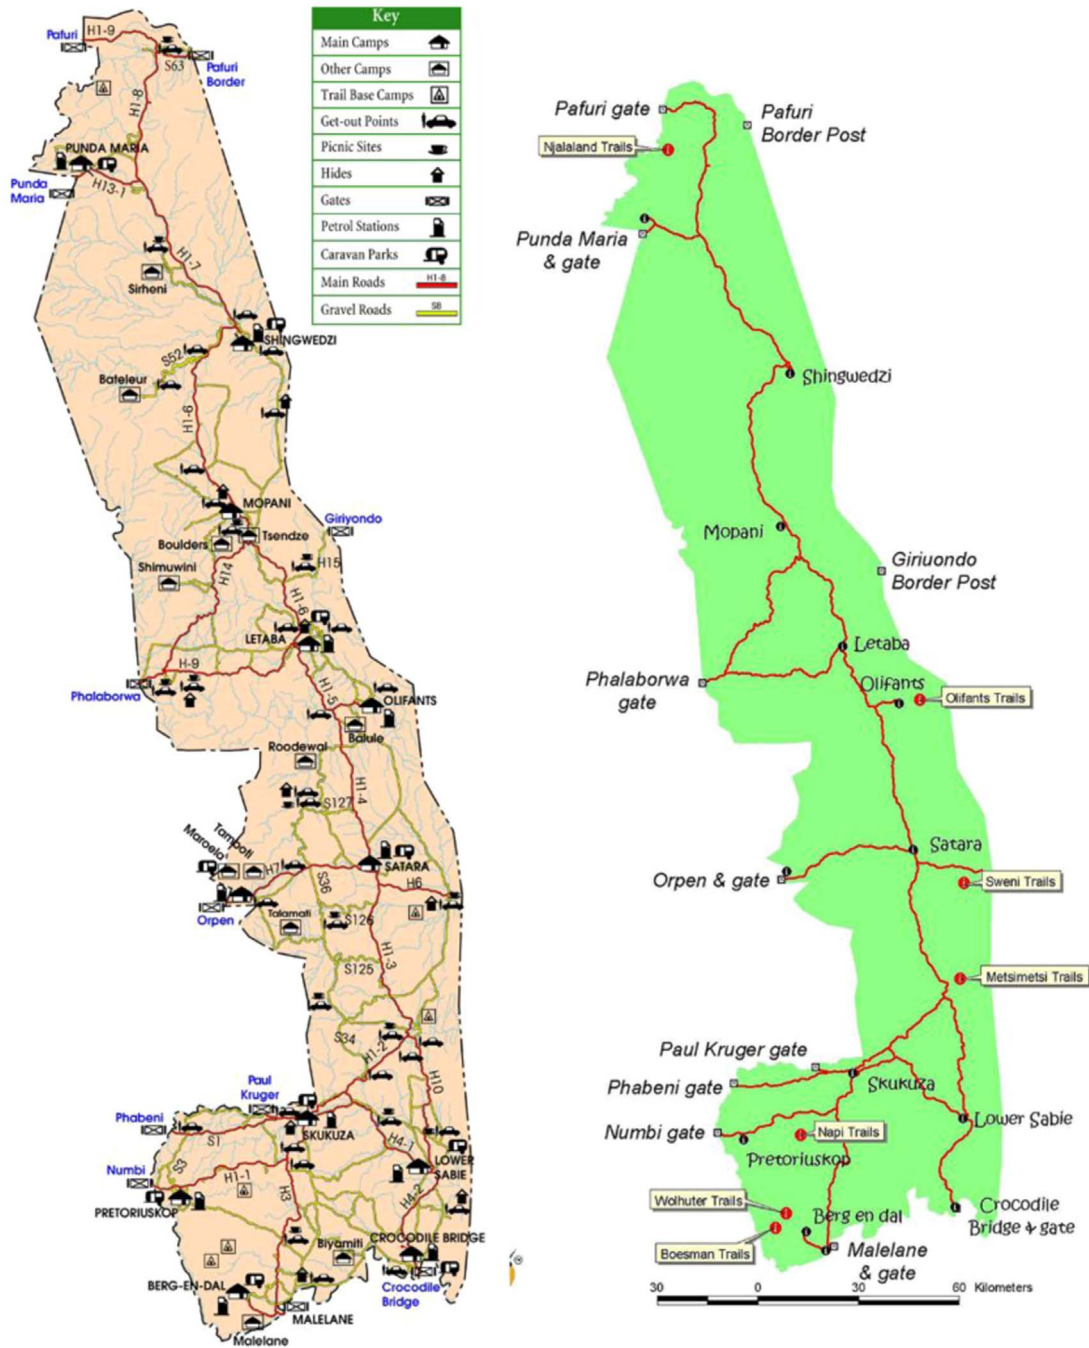 Key
Main Camps
Other Camps
Trail Base Camps
Get-out Points
Picnic Sites
Hides
Gates
Petrol Stations
Caravan Parks
Main Roads H1-8
Gravel Roads S8
Pafuri
H1-9
S63
Pafuri
Border
H1-8
PUNDA MARIA
Punda
Maria
H13-1
H1-7
Sirheni
SHINGWEDZI
S52
Bateleur
H1-6
MOPANI
Giriyondo
Tsendze
Boulders
Shimuwini
H14
H15
H1-6
LETABA
H-9
Phalaborwa
H1-5
OLIFANTS
Balule
Roodewal
H1-4
S127
Tamboti
Maroela
H7
SATARA
S36
H6
Orpen
Talamati
S126
H1-3
S125
S34
H1-2
H10
Paul
Kruger
Phabeni
S1
SKUKUZA
S3
H4-1
Numbi
H1-1
LOWER
SABIE
PRETORIUSKOP
H3
H4-2
Biyamiti
CROCODILE BRIDGE
BERG-EN-DAL
Crocodile
Bridge
MALELANE
Malelane
Pafuri gate
Pafuri
Border Post
Njalaland Trails
Punda Maria
& gate
Shingwedzi
Mopani
Giriuondo
Border Post
Letaba
Phalaborwa
gate
Olifants
Olifants Trails
Satara
Orpen & gate
Sweni Trails
Metsimetsi Trails
Paul Kruger gate
Phabeni gate
Skukuza
Numbi gate
Napi Trails
Lower Sabie
Pretoriuskop
Wolhuter Trails
Berg en dal
Crocodile
Bridge & gate
Boesman Trails
Malelane
& gate
30 0 30 60 Kilometers